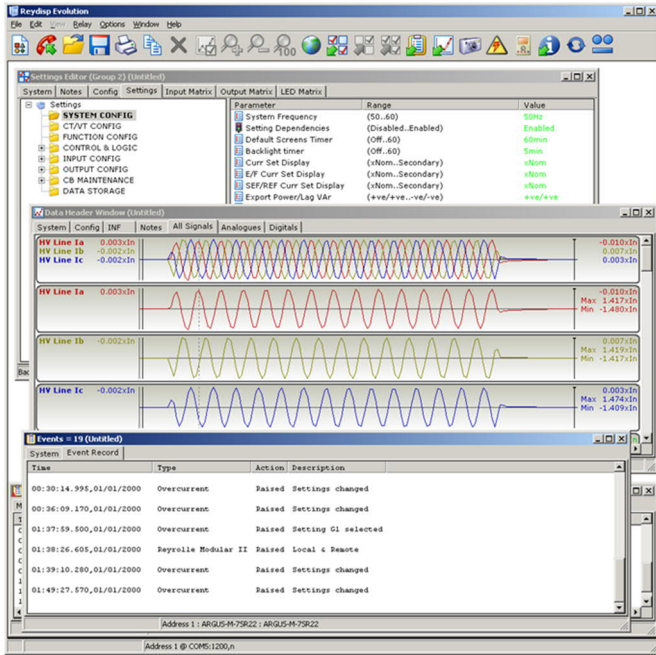 Reydisp Evolution
File Edit View Relay Options Window Help
Settings Editor (Group 2) (Untitled)
System Notes Config Settings Input Matrix Output Matrix LED Matrix
Settings
SYSTEM CONFIG
CT/VT CONFIG
FUNCTION CONFIG
CONTROL & LOGIC
INPUT CONFIG
OUTPUT CONFIG
CB MAINTENANCE
DATA STORAGE
Parameter Range Value
System Frequency (50..60) 50Hz
Setting Dependencies (Disabled..Enabled) Enabled
Default Screens Timer (Off..60) 60min
Backlight timer (Off..60) 5min
Curr Set Display (xNom..Secondary) xNom
E/F Curr Set Display (xNom..Secondary) xNom
SEF/REF Curr Set Display (xNom..Secondary) xNom
Export Power/Lag VAr (+ve/+ve..-ve/-ve) +ve/+ve
Data Header Window (Untitled)
System Config INF Notes All Signals Analogues Digitals
HV Line Ia 0.003xIn -0.010xIn
HV Line Ib -0.002xIn 0.007xIn
HV Line Ic -0.002xIn 0.003xIn
HV Line Ia 0.003xIn -0.010xIn
Max 1.417xIn
Min -1.480xIn
HV Line Ib -0.002xIn 0.007xIn
Max 1.419xIn
Min -1.417xIn
HV Line Ic -0.002xIn 0.003xIn
Max 1.474xIn
Min -1.409xIn
Events = 19 (Untitled)
System Event Record
Time Type Action Description
00:30:14.995,01/01/2000 Overcurrent Raised Settings changed
00:36:09.170,01/01/2000 Overcurrent Raised Settings changed
01:37:59.500,01/01/2000 Overcurrent Raised Setting G1 selected
01:38:26.605,01/01/2000 Reyrolle Modular II Raised Local & Remote
01:39:10.280,01/01/2000 Overcurrent Raised Settings changed
01:49:27.570,01/01/2000 Overcurrent Raised Settings changed
Address 1 : ARGUS-M-7SR22 : ARGUS-M-7SR22
Address 1 @ COM5:1200,n